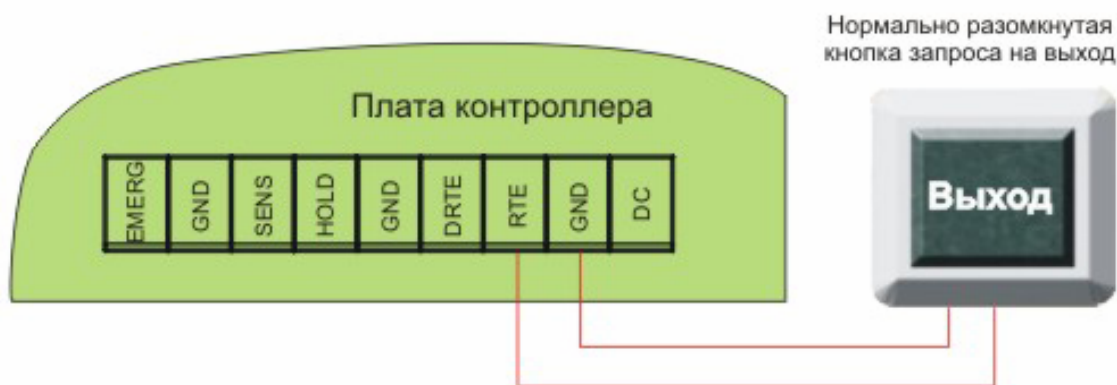 Нормально разомкнутая
кнопка запроса на выход
Плата контроллера
EMERG
GND
SENS
HOLD
GND
DRTE
RTE
GND
DC
Выход